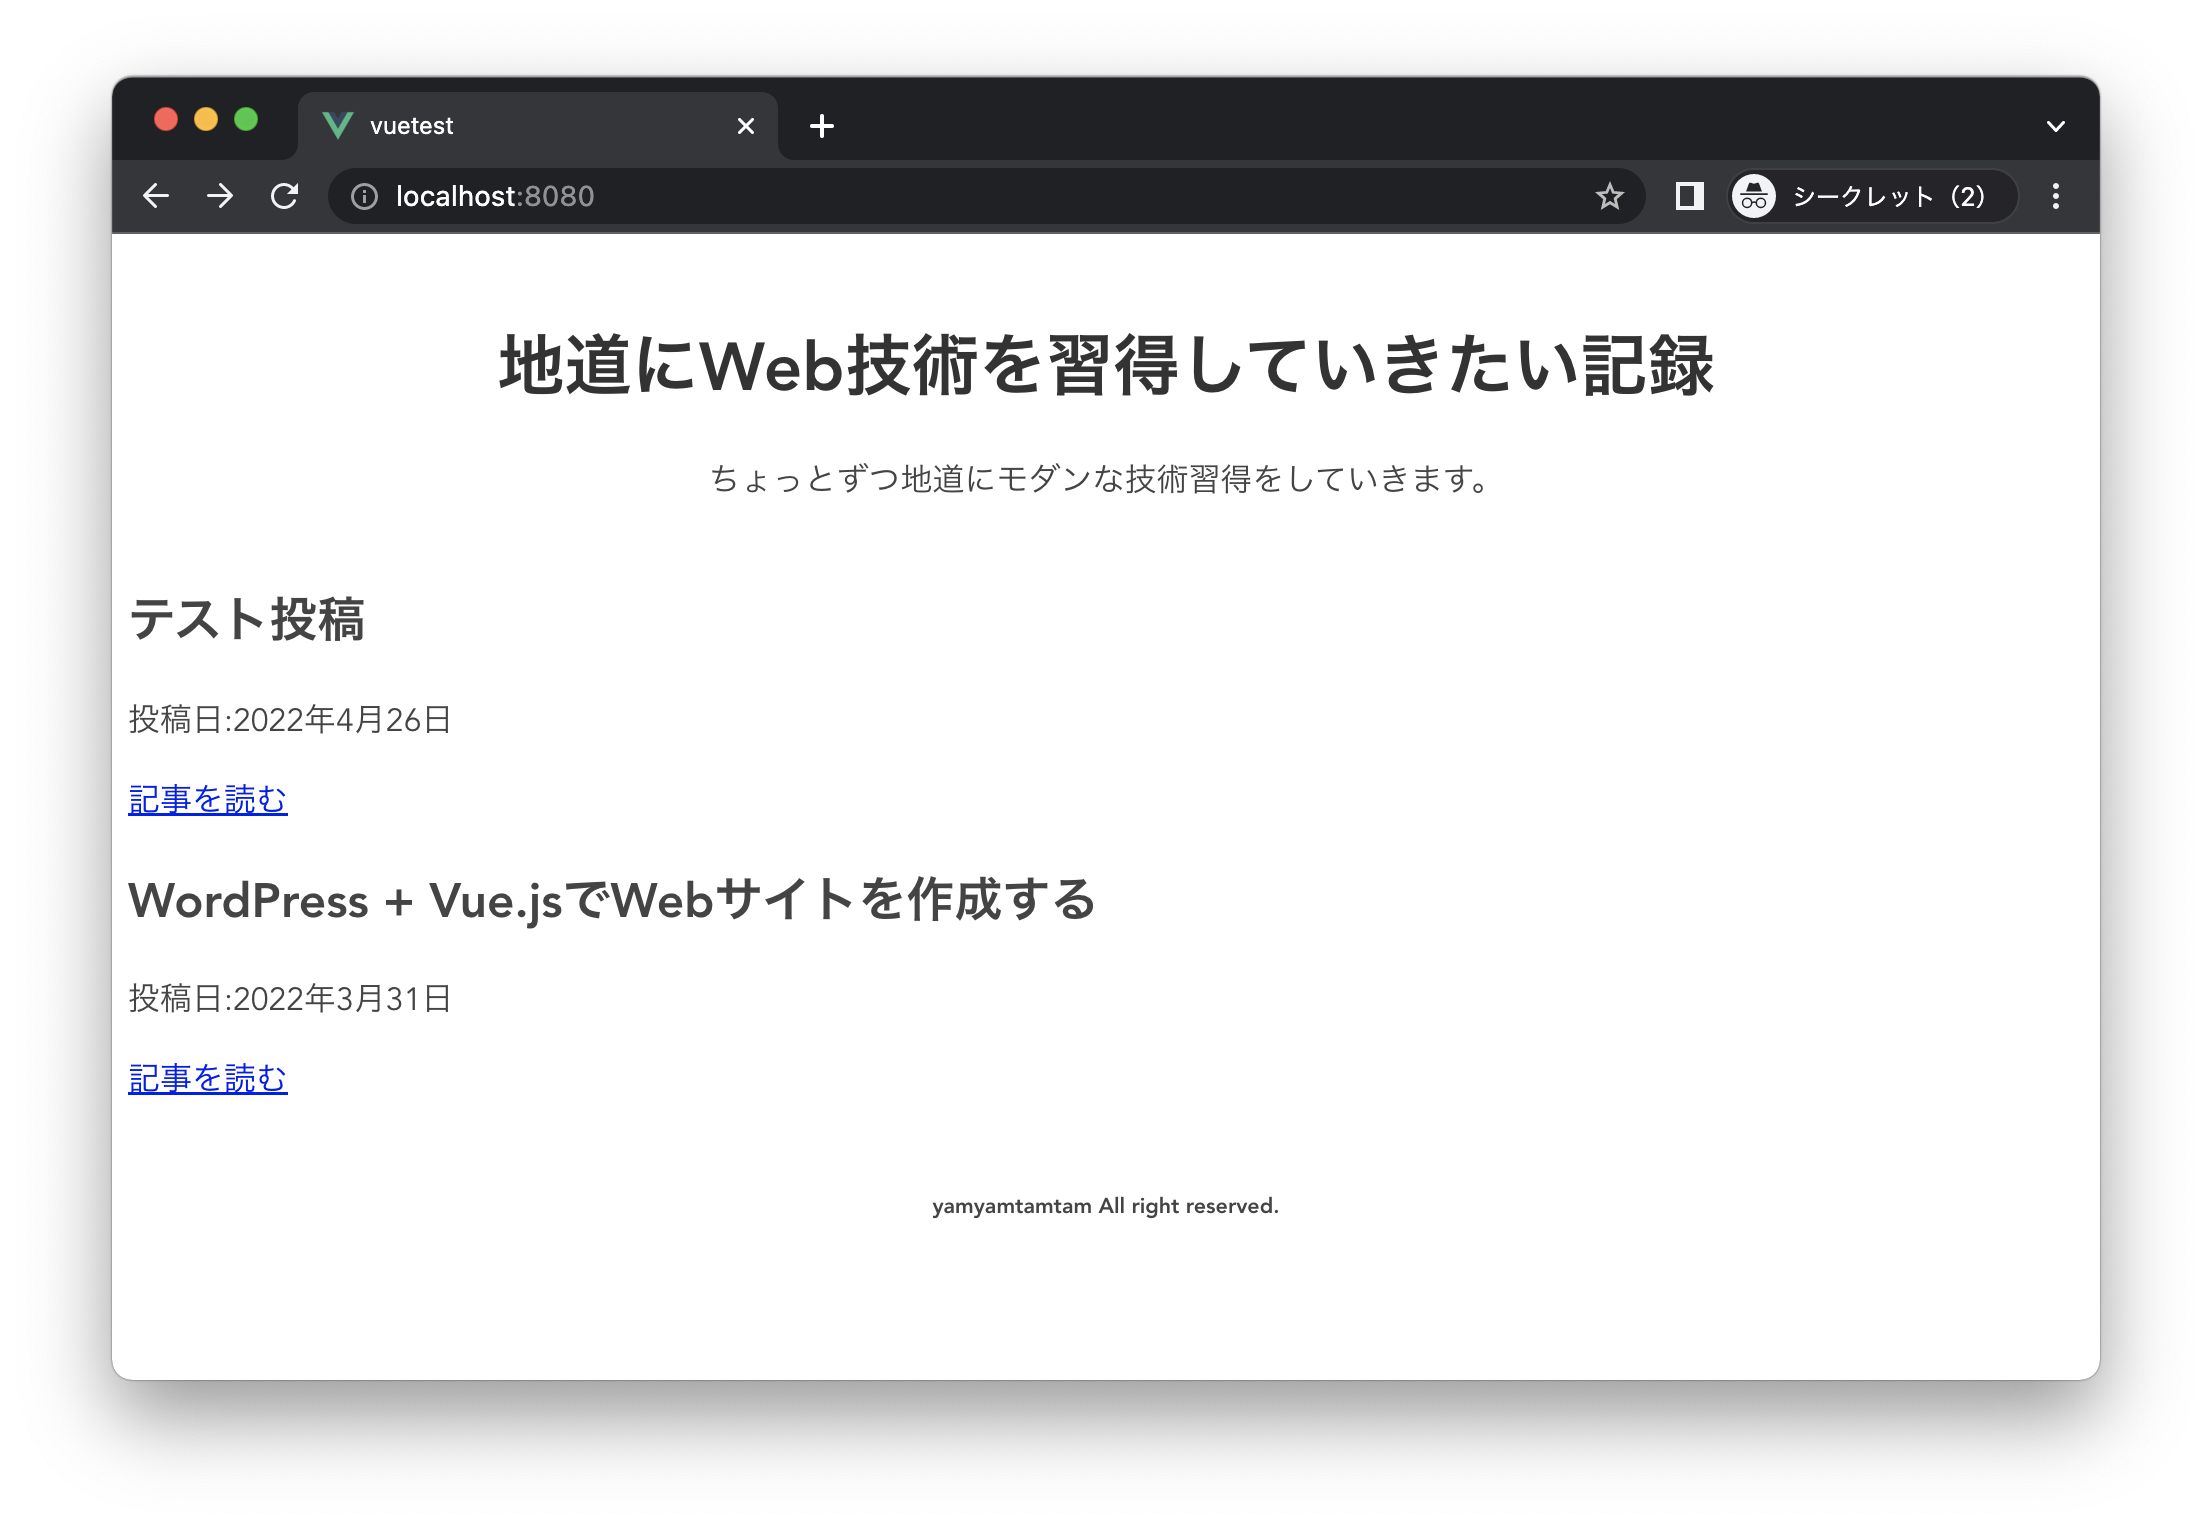 vuetest
localhost:8080
シークレット（2）
地道にWeb技術を習得していきたい記録
ちょっとずつ地道にモダンな技術習得をしていきます。
テスト投稿
投稿日:2022年4月26日
記事を読む
WordPress + Vue.jsでWebサイトを作成する
投稿日:2022年3月31日
記事を読む
yamyamtamtam All right reserved.